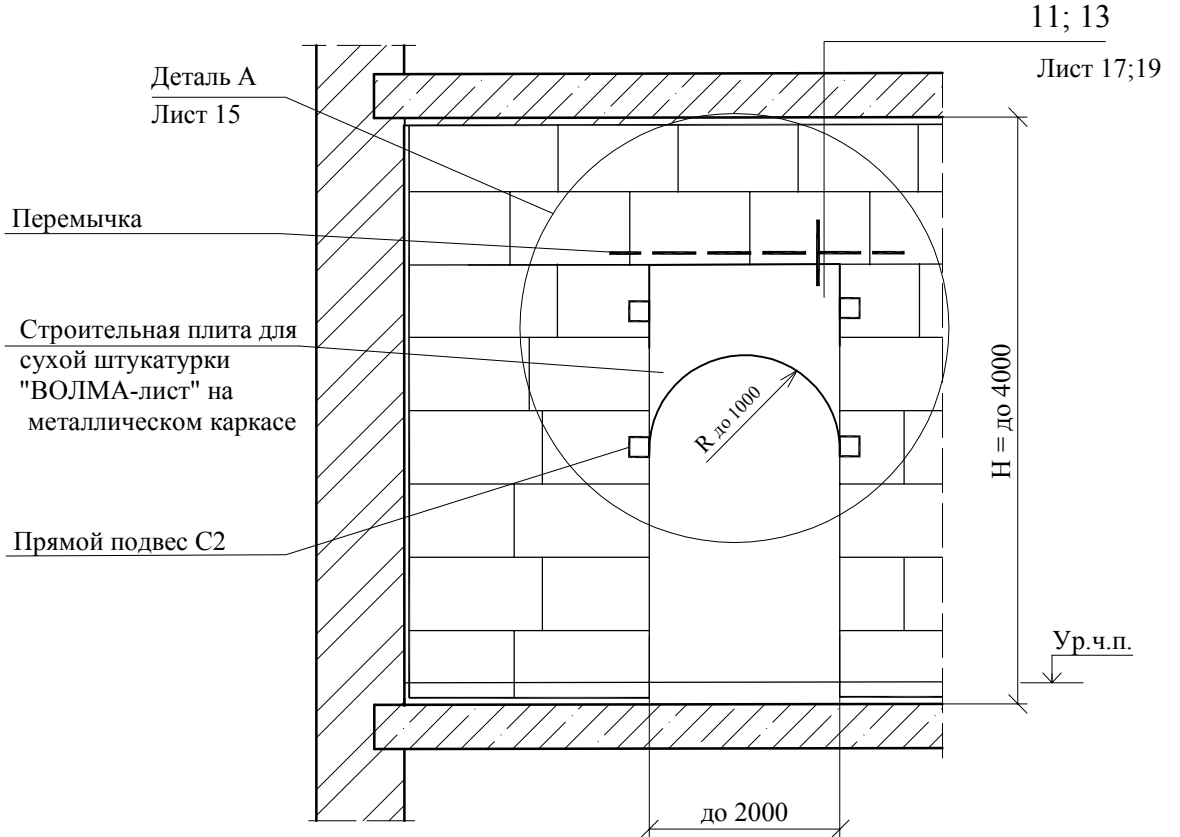 11; 13
Лист 17;19
Деталь А
Лист 15
Перемычка
Строительная плита для
сухой штукатурки
"ВОЛМА-лист" на
металлическом каркасе
R до 1000
H = до 4000
Прямой подвес С2
Ур.ч.п.
до 2000